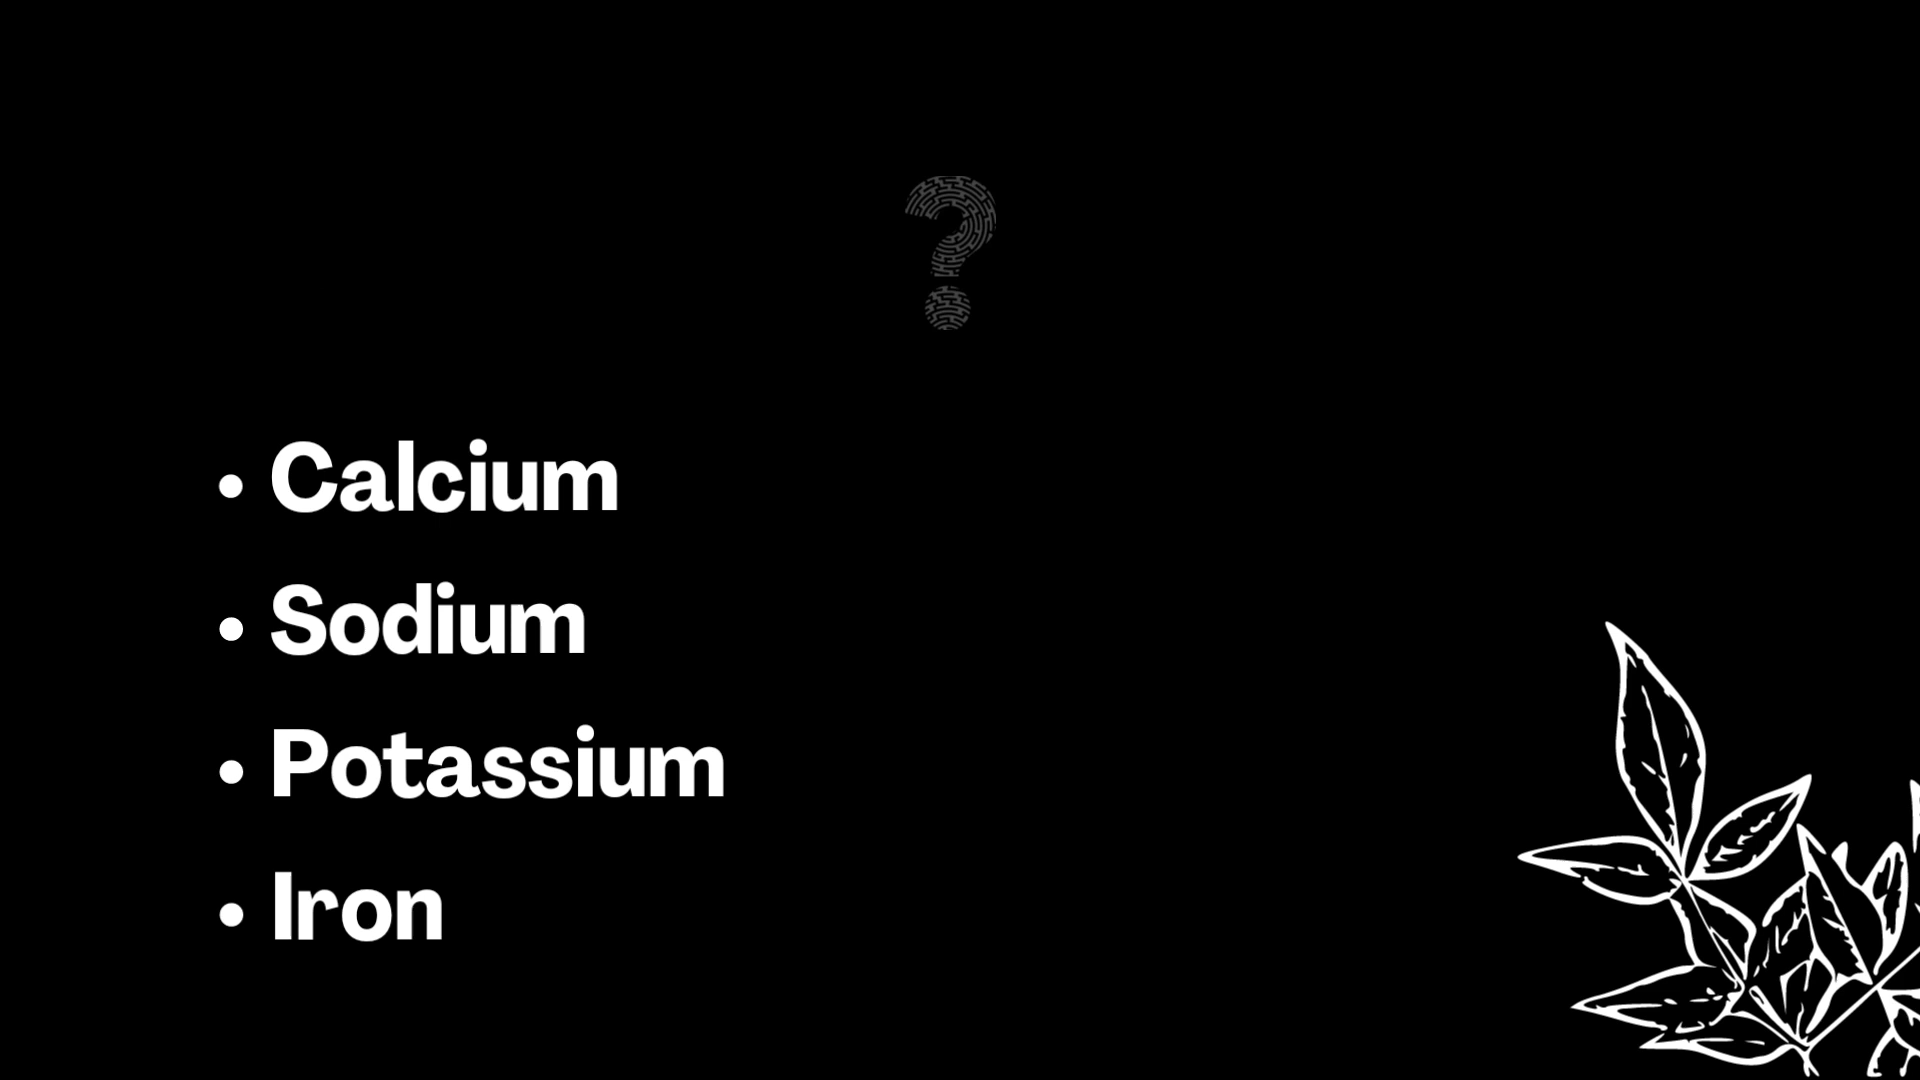 ?
• Calcium
• Sodium
• Potassium
• Iron